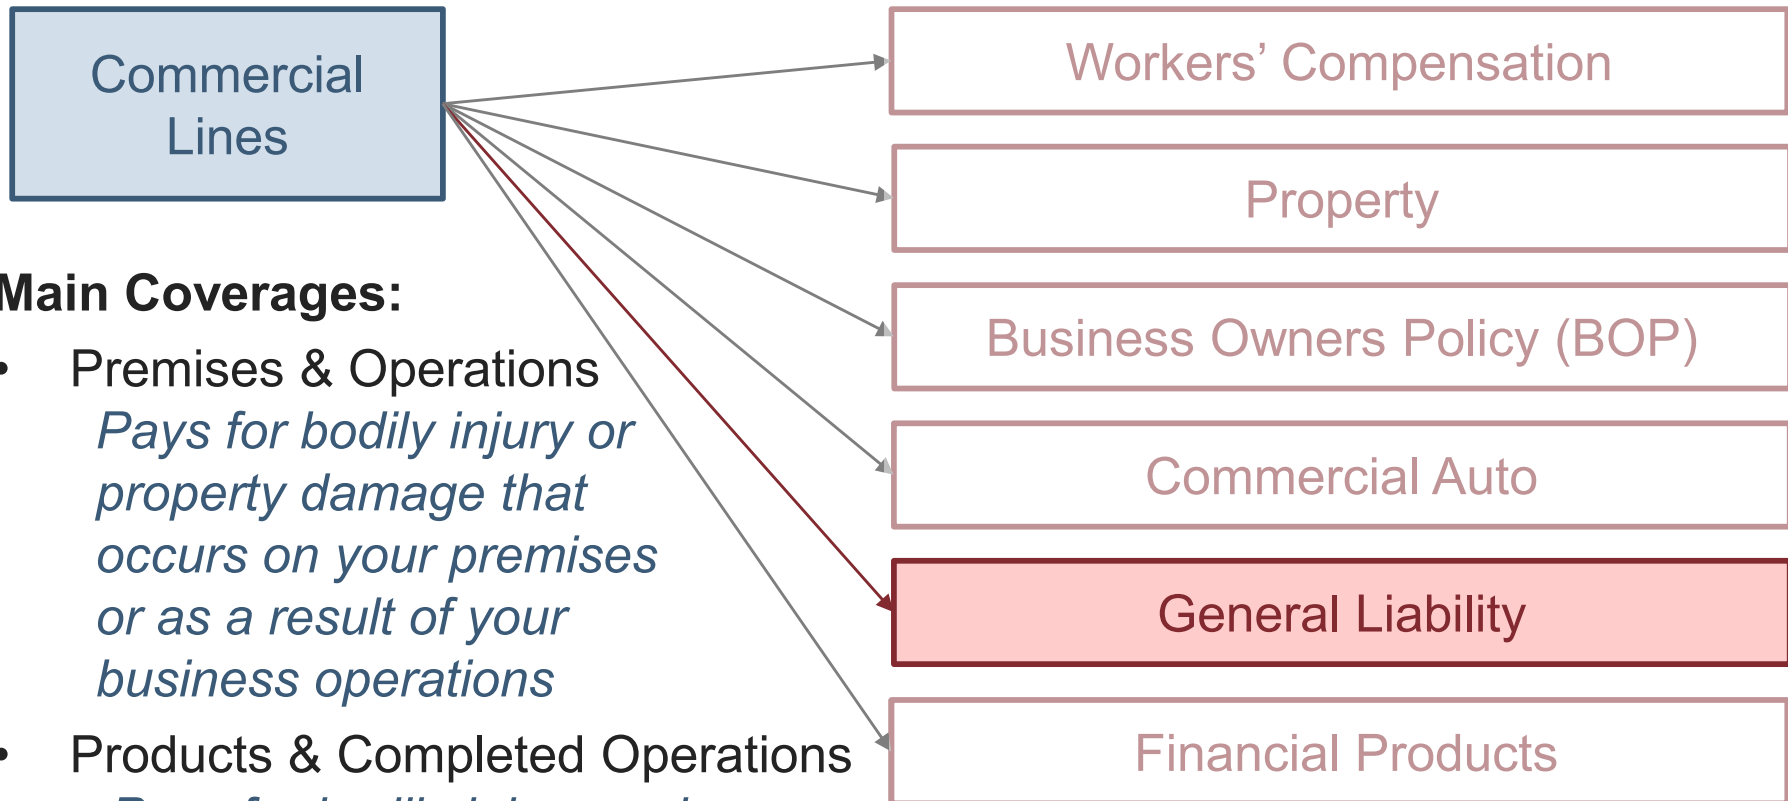 Commercial
Lines
Workers’ Compensation
Property
Business Owners Policy (BOP)
Commercial Auto
General Liability
Financial Products
Main Coverages:
• Premises & Operations
Pays for bodily injury or
property damage that
occurs on your premises
or as a result of your
business operations
• Products & Completed Operations